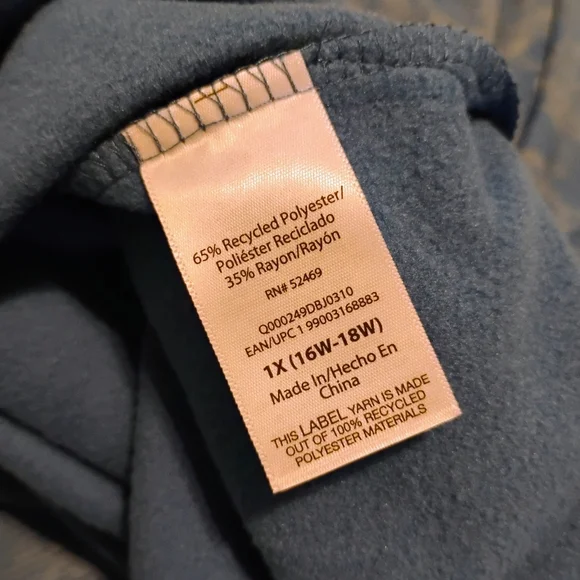 65% Recycled Polyester/
Poliéster Reciclado
35% Rayon/Rayón
RN# 52469
Q000249DBJ0310
EAN/UPC 1 99003168883
1X (16W-18W)
Made In/Hecho En
China
THIS LABEL YARN IS MADE
OUT OF 100% RECYCLED
POLYESTER MATERIALS